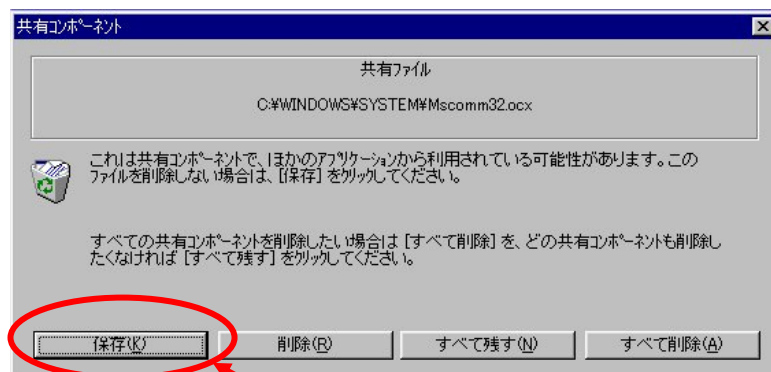 共有ｺﾝﾎﾟｰﾈﾝﾄ
共有ﾌｧｲﾙ
C:¥WINDOWS¥SYSTEM¥Mscomm32.ocx
これは共有ｺﾝﾎﾟｰﾈﾝﾄで、ほかのｱﾌﾟﾘｹｰｼｮﾝから利用されている可能性があります。この
ﾌｧｲﾙを削除しない場合は、[保存] をｸﾘｯｸしてください。
すべての共有ｺﾝﾎﾟｰﾈﾝﾄを削除したい場合は [すべて削除] を、どの共有ｺﾝﾎﾟｰﾈﾝﾄも削除し
たくなければ [すべて残す] をｸﾘｯｸしてください。
保存(K)
削除(R)
すべて残す(N)
すべて削除(A)